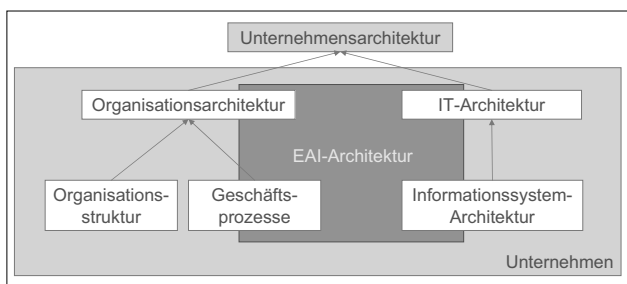 Unternehmensarchitektur
Organisationsarchitektur
IT-Architektur
EAI-Architektur
Organisations-
struktur
Geschäfts-
prozesse
Informationssystem-
Architektur
Unternehmen